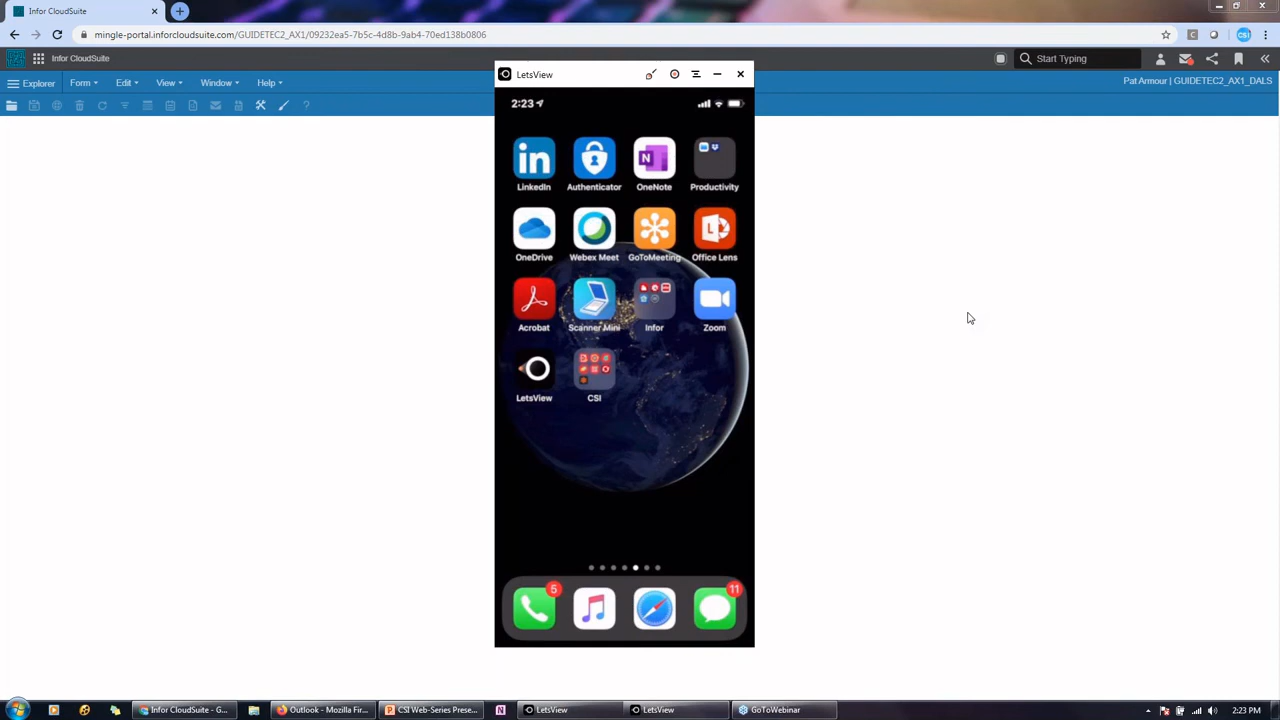 Infor CloudSuite
mingle-portal.inforcloudsuite.com/GUIDETEC2_AX1/09232ea5-7b5c-4d8b-9ab4-70ed138b0806
Infor CloudSuite
Start Typing
Explorer Form Edit View Window Help
Pat Armour | GUIDETEC2_AX1_DALS
LetsView
2:23
LinkedIn Authenticator OneNote Productivity
OneDrive Webex Meet GoToMeeting Office Lens
Acrobat Scanner Mini Infor Zoom
LetsView CSI
5 11
Infor CloudSuite - G... Outlook - Mozilla Fir... CSI Web-Series Prese... LetsView LetsView GoToWebinar 2:23 PM